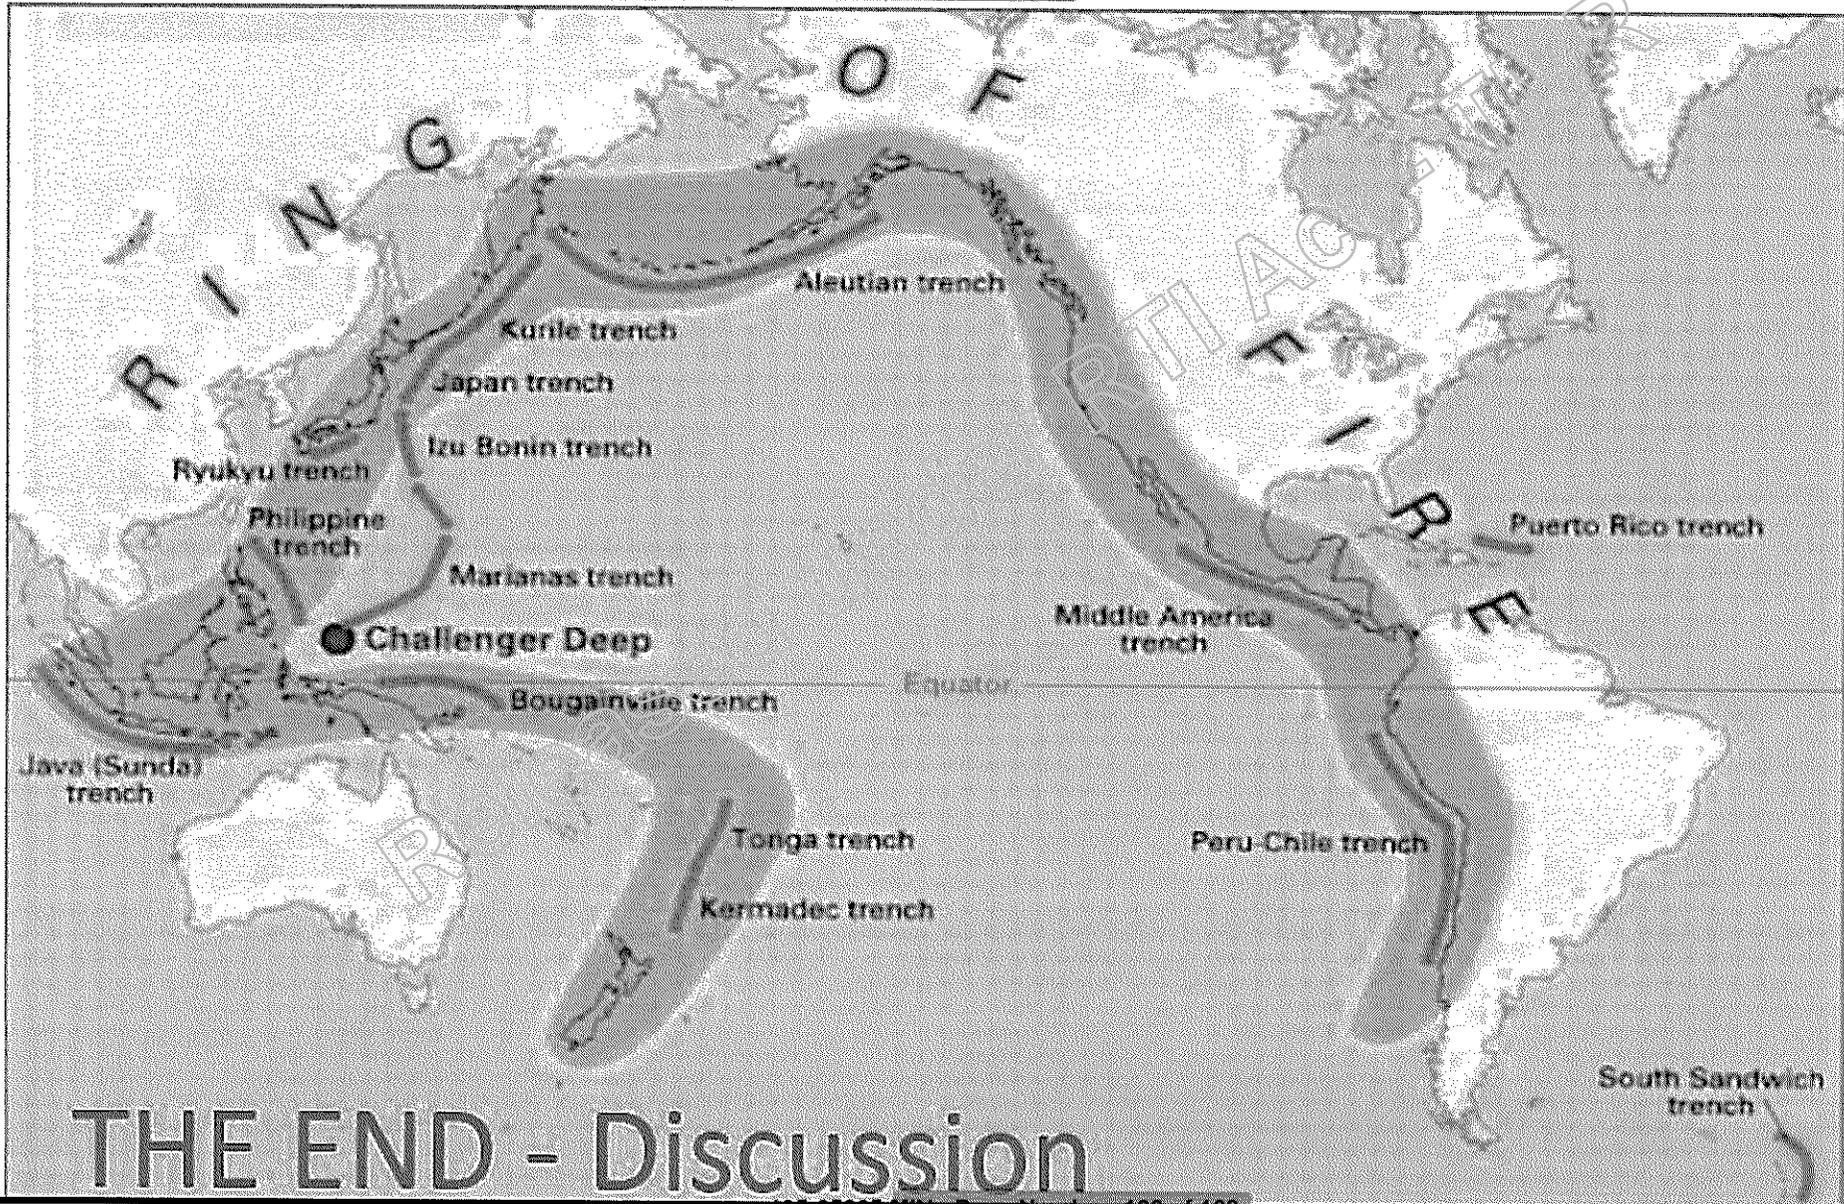 RING OF FIRE
Aleutian trench
Kurile trench
Japan trench
Izu Bonin trench
Ryukyu trench
Philippine
trench
Marianas trench
Challenger Deep
Bougainville trench
Equator
Java (Sunda)
trench
Tonga trench
Kermadec trench
Middle America
trench
Puerto Rico trench
Peru-Chile trench
South Sandwich
trench
THE END - Discussion
RTI Act